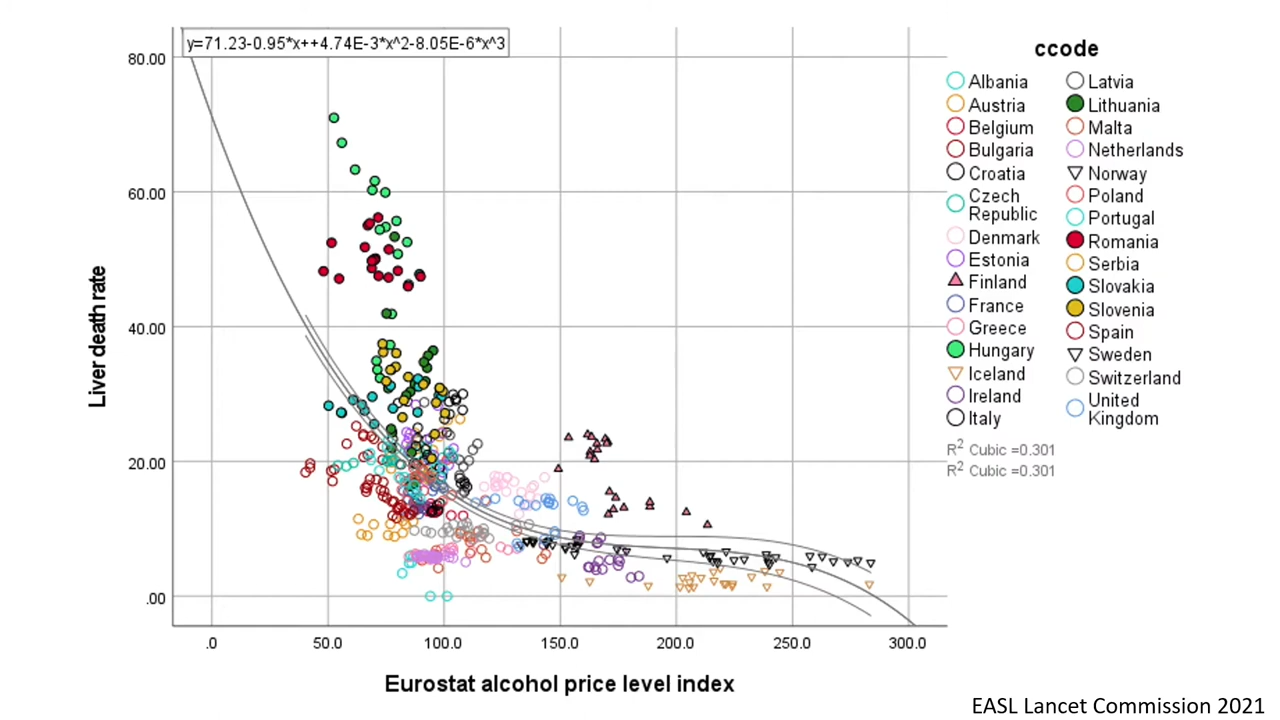 y=71.23-0.95*x++4.74E-3*x^2-8.05E-6*x^3
80.00
60.00
40.00
20.00
.00
Liver death rate
.0
50.0
100.0
150.0
200.0
250.0
300.0
Eurostat alcohol price level index
ccode
Albania
Austria
Belgium
Bulgaria
Croatia
Czech
Republic
Denmark
Estonia
Finland
France
Greece
Hungary
Iceland
Ireland
Italy
Latvia
Lithuania
Malta
Netherlands
Norway
Poland
Portugal
Romania
Serbia
Slovakia
Slovenia
Spain
Sweden
Switzerland
United
Kingdom
R² Cubic =0.301
R² Cubic =0.301
EASL Lancet Commission 2021